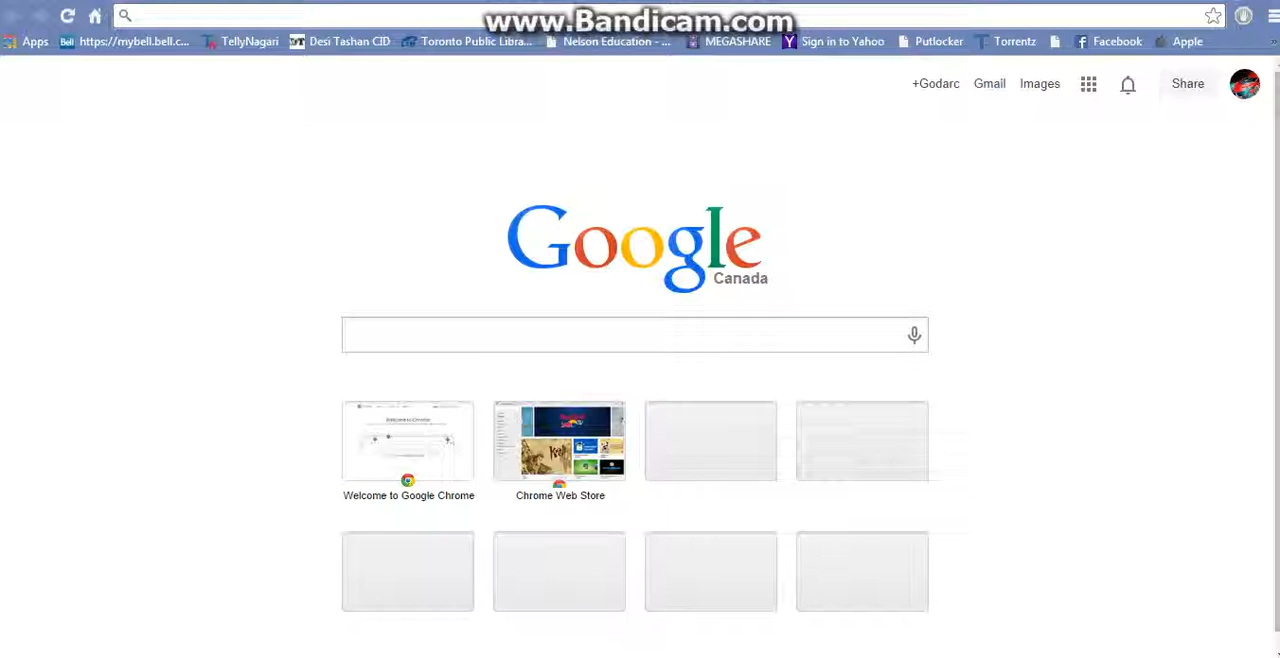 www.Bandicam.com
Apps Bell https://mybell.bell.c... TellyNagari DT Desi Tashan CID Toronto Public Libra... Nelson Education - ... MEGASHARE Y Sign in to Yahoo Putlocker Torrentz f Facebook Apple »
+Godarc Gmail Images Share
Google
Canada
Welcome to Google Chrome Chrome Web Store